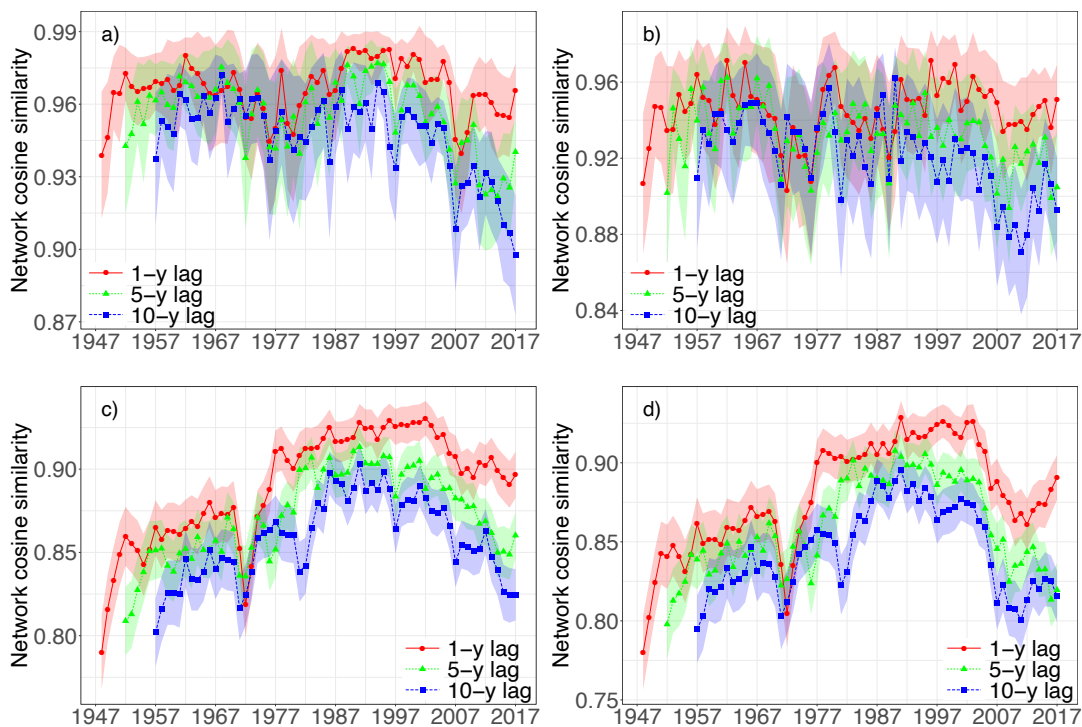 a)
Network cosine similarity
0.99
0.96
0.93
0.90
0.87
1−y lag
5−y lag
10−y lag
1947 1957 1967 1977 1987 1997 2007 2017
b)
Network cosine similarity
0.96
0.92
0.88
0.84
1−y lag
5−y lag
10−y lag
1947 1957 1967 1977 1987 1997 2007 2017
c)
Network cosine similarity
0.90
0.85
0.80
1−y lag
5−y lag
10−y lag
1947 1957 1967 1977 1987 1997 2007 2017
d)
Network cosine similarity
0.90
0.85
0.80
0.75
1−y lag
5−y lag
10−y lag
1947 1957 1967 1977 1987 1997 2007 2017